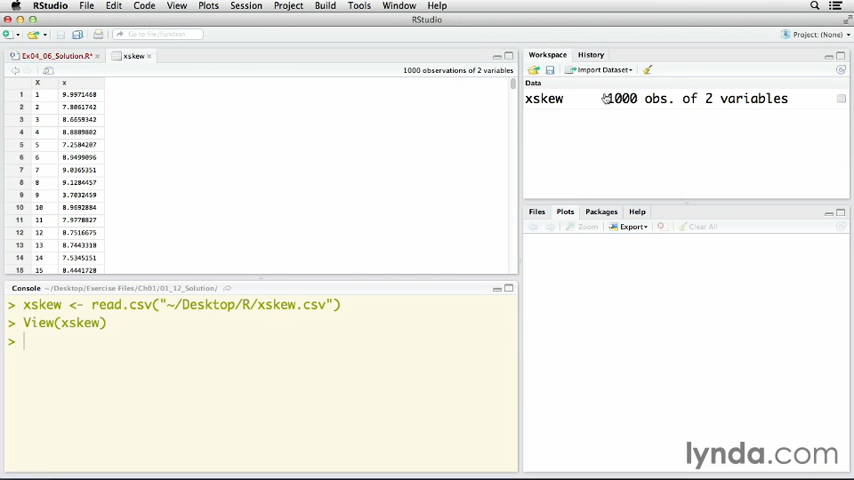 RStudio File Edit Code View Plots Session Project Build Tools Window Help
RStudio
Go to file/function
Project: (None)
Ex04_06_Solution.R* xskew
1000 observations of 2 variables
X x
1 1 9.9971468
2 2 7.8061742
3 3 8.6659342
4 4 8.8889802
5 5 7.2584207
6 6 8.9499096
7 7 9.0365351
8 8 9.1284457
9 9 3.7032459
10 10 8.9692884
11 11 7.9778827
12 12 8.7516675
13 13 8.7443318
14 14 7.5345151
15 15 8.4441728
Console ~/Desktop/Exercise Files/Ch01/01_12_Solution/
> xskew <- read.csv("~/Desktop/R/xskew.csv")
> View(xskew)
>
Workspace History
Import Dataset
Data
xskew 1000 obs. of 2 variables
Files Plots Packages Help
Zoom Export Clear All
lynda.com